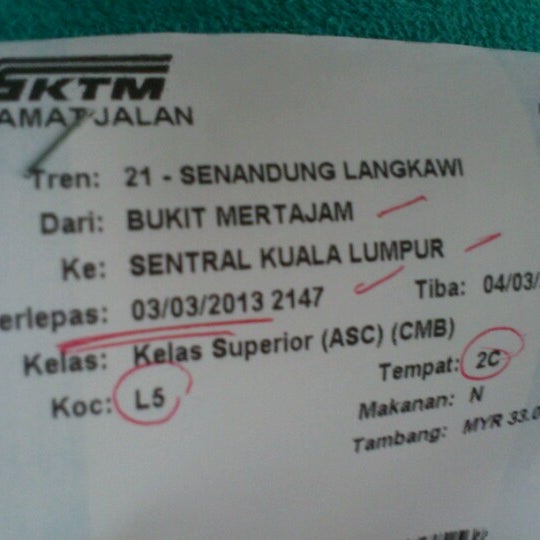 KTM
AMAT JALAN
Tren: 21 - SENANDUNG LANGKAWI
Dari: BUKIT MERTAJAM
Ke: SENTRAL KUALA LUMPUR
erlepas: 03/03/2013 2147 Tiba: 04/03/
Kelas: Kelas Superior (ASC) (CMB)
Koc: L5 Tempat: 2C
Makanan: N
Tambang: MYR 33.0